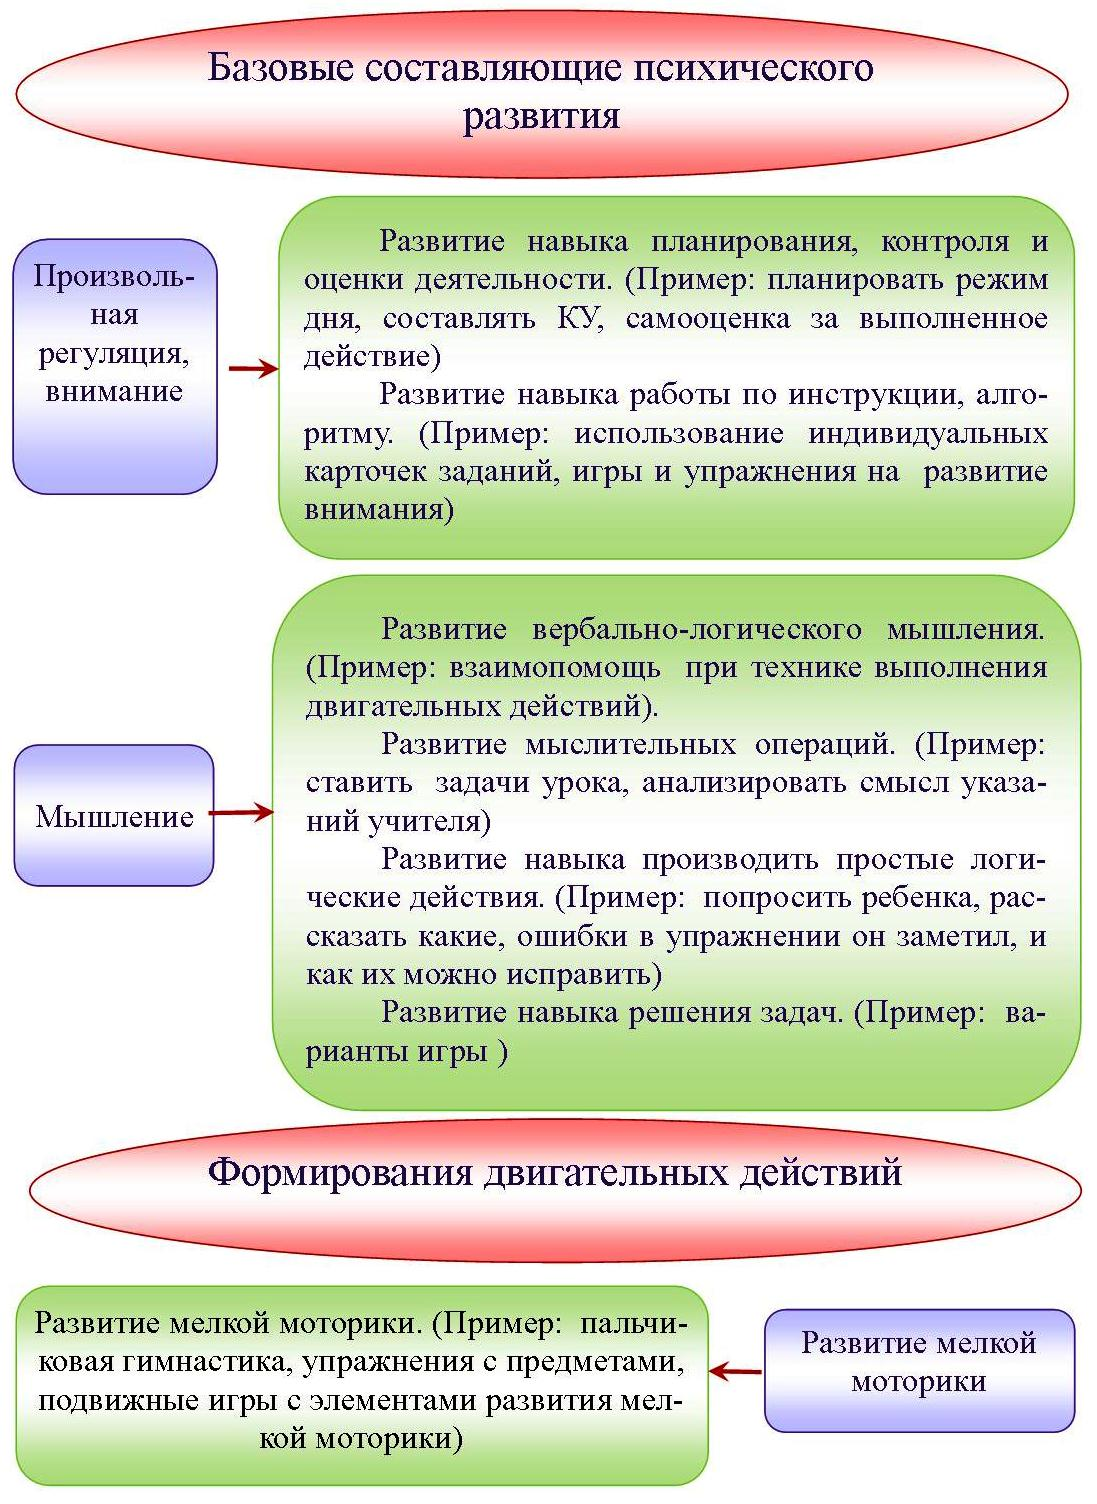 Базовые составляющие психического
развития
Произволь-
ная
регуляция,
внимание
Развитие навыка планирования, контроля и
оценки деятельности. (Пример: планировать режим
дня, составлять КУ, самооценка за выполненное
действие)
Развитие навыка работы по инструкции, алго-
ритму. (Пример: использование индивидуальных
карточек заданий, игры и упражнения на развитие
внимания)
Мышление
Развитие вербально-логического мышления.
(Пример: взаимопомощь при технике выполнения
двигательных действий).
Развитие мыслительных операций. (Пример:
ставить задачи урока, анализировать смысл указа-
ний учителя)
Развитие навыка производить простые логи-
ческие действия. (Пример: попросить ребенка, рас-
сказать какие, ошибки в упражнении он заметил, и
как их можно исправить)
Развитие навыка решения задач. (Пример: ва-
рианты игры )
Формирования двигательных действий
Развитие мелкой моторики. (Пример: пальчи-
ковая гимнастика, упражнения с предметами,
подвижные игры с элементами развития мел-
кой моторики)
Развитие мелкой
моторики